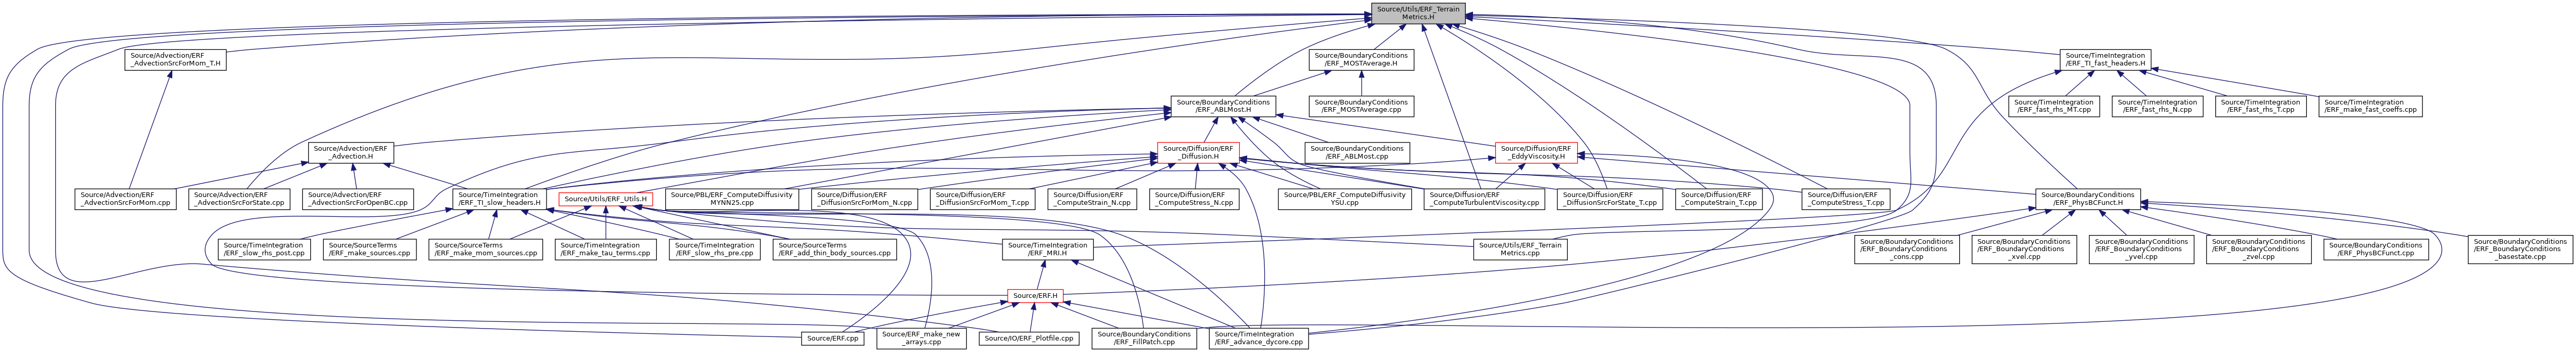 Source/Utils/ERF_Terrain
Metrics.H
Source/Advection/ERF
_AdvectionSrcForMom_T.H
Source/BoundaryConditions
/ERF_MOSTAverage.H
Source/TimeIntegration
/ERF_TI_fast_headers.H
Source/BoundaryConditions
/ERF_ABLMost.H
Source/BoundaryConditions
/ERF_MOSTAverage.cpp
Source/TimeIntegration
/ERF_fast_rhs_MT.cpp
Source/TimeIntegration
/ERF_fast_rhs_N.cpp
Source/TimeIntegration
/ERF_fast_rhs_T.cpp
Source/TimeIntegration
/ERF_make_fast_coeffs.cpp
Source/Advection/ERF
_Advection.H
Source/Diffusion/ERF
_Diffusion.H
Source/BoundaryConditions
/ERF_ABLMost.cpp
Source/Diffusion/ERF
_EddyViscosity.H
Source/Advection/ERF
_AdvectionSrcForMom.cpp
Source/Advection/ERF
_AdvectionSrcForState.cpp
Source/Advection/ERF
_AdvectionSrcForOpenBC.cpp
Source/TimeIntegration
/ERF_TI_slow_headers.H
Source/Utils/ERF_Utils.H
Source/PBL/ERF_ComputeDiffusivity
MYNN25.cpp
Source/Diffusion/ERF
_DiffusionSrcForMom_N.cpp
Source/Diffusion/ERF
_DiffusionSrcForMom_T.cpp
Source/Diffusion/ERF
_ComputeStrain_N.cpp
Source/Diffusion/ERF
_ComputeStress_N.cpp
Source/PBL/ERF_ComputeDiffusivity
YSU.cpp
Source/Diffusion/ERF
_ComputeTurbulentViscosity.cpp
Source/Diffusion/ERF
_DiffusionSrcForState_T.cpp
Source/Diffusion/ERF
_ComputeStrain_T.cpp
Source/Diffusion/ERF
_ComputeStress_T.cpp
Source/BoundaryConditions
/ERF_PhysBCFunct.H
Source/TimeIntegration
/ERF_slow_rhs_post.cpp
Source/SourceTerms
/ERF_make_sources.cpp
Source/SourceTerms
/ERF_make_mom_sources.cpp
Source/TimeIntegration
/ERF_make_tau_terms.cpp
Source/TimeIntegration
/ERF_slow_rhs_pre.cpp
Source/SourceTerms
/ERF_add_thin_body_sources.cpp
Source/TimeIntegration
/ERF_MRI.H
Source/Utils/ERF_Terrain
Metrics.cpp
Source/BoundaryConditions
/ERF_BoundaryConditions
_cons.cpp
Source/BoundaryConditions
/ERF_BoundaryConditions
_xvel.cpp
Source/BoundaryConditions
/ERF_BoundaryConditions
_yvel.cpp
Source/BoundaryConditions
/ERF_BoundaryConditions
_zvel.cpp
Source/BoundaryConditions
/ERF_PhysBCFunct.cpp
Source/BoundaryConditions
/ERF_BoundaryConditions
_basestate.cpp
Source/ERF.H
Source/ERF.cpp
Source/ERF_make_new
_arrays.cpp
Source/IO/ERF_Plotfile.cpp
Source/BoundaryConditions
/ERF_FillPatch.cpp
Source/TimeIntegration
/ERF_advance_dycore.cpp